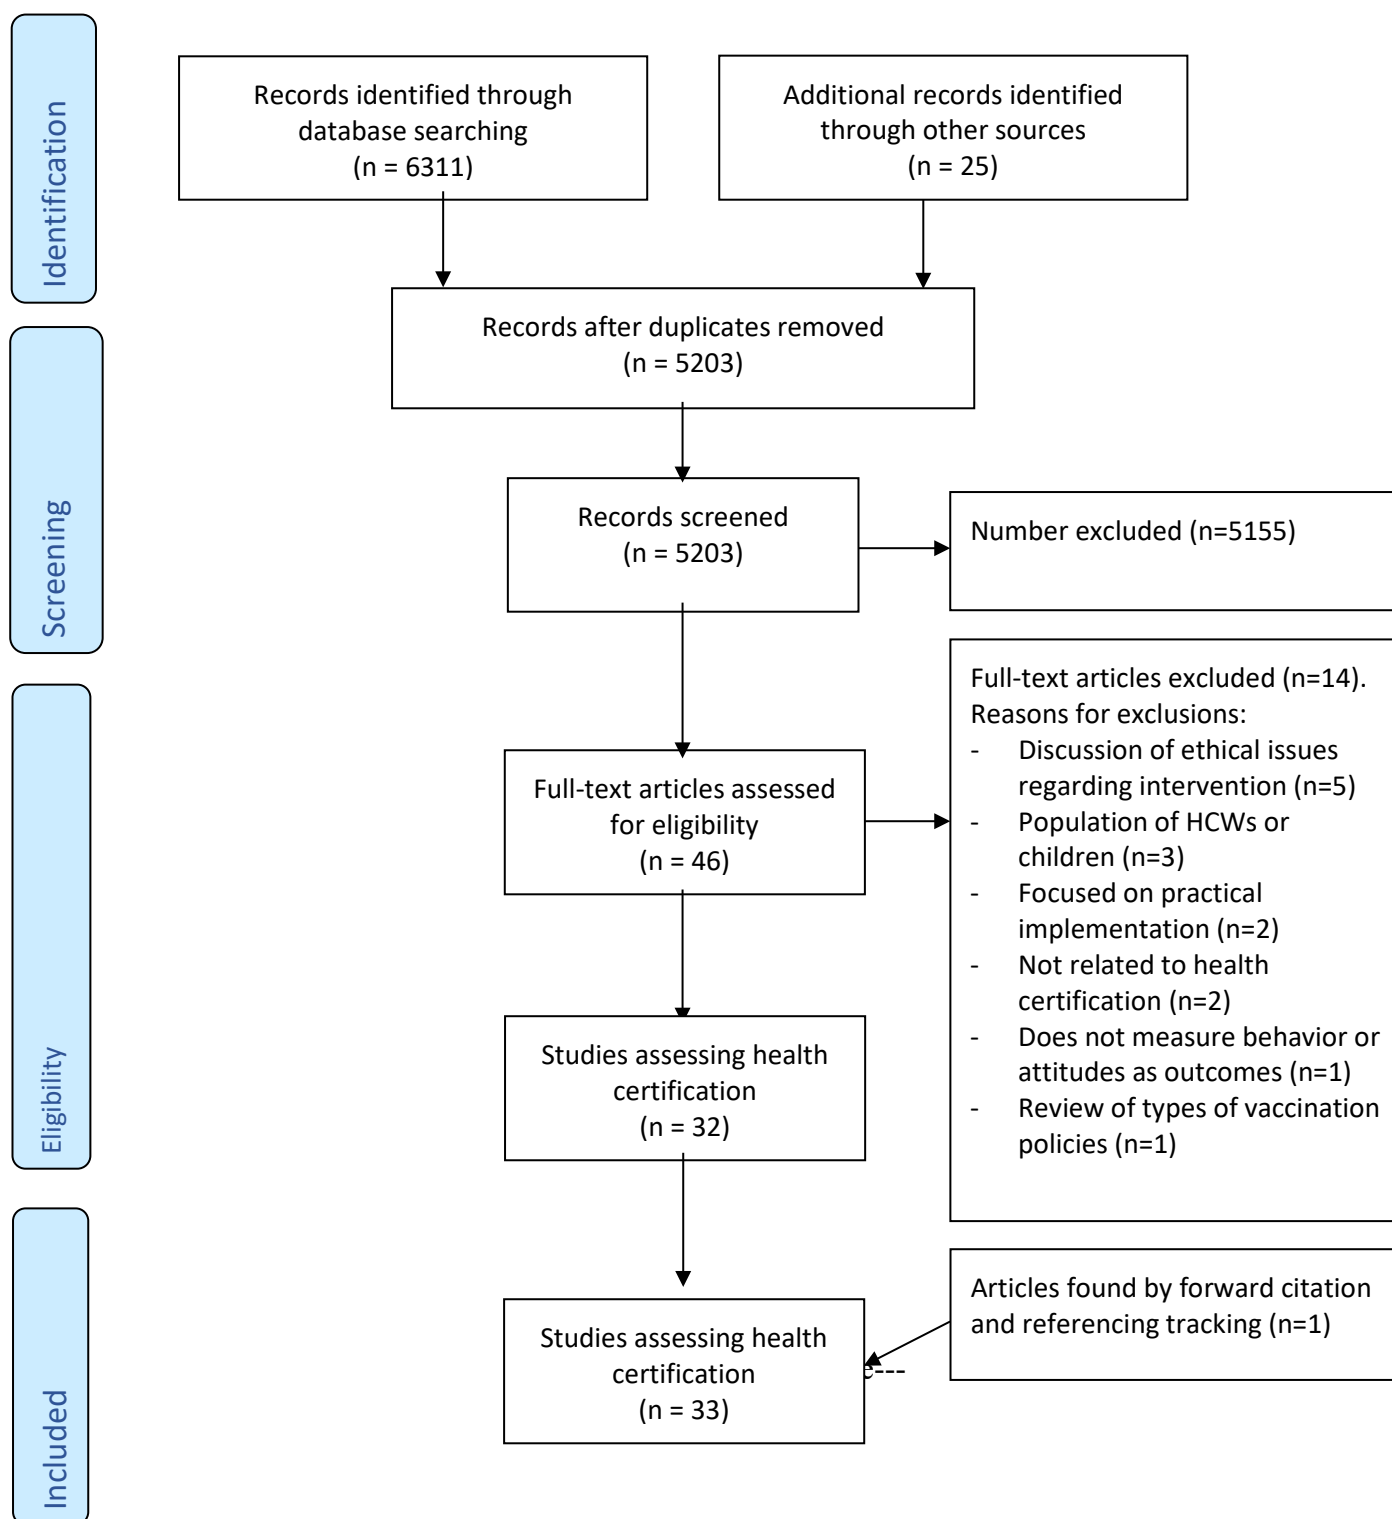 Identification
Records identified through
database searching
(n = 6311)
Additional records identified
through other sources
(n = 25)
Records after duplicates removed
(n = 5203)
Screening
Records screened
(n = 5203)
Number excluded (n=5155)
Eligibility
Full-text articles assessed
for eligibility
(n = 46)
Full-text articles excluded (n=14).
Reasons for exclusions:
- Discussion of ethical issues
regarding intervention (n=5)
- Population of HCWs or
children (n=3)
- Focused on practical
implementation (n=2)
- Not related to health
certification (n=2)
- Does not measure behavior or
attitudes as outcomes (n=1)
- Review of types of vaccination
policies (n=1)
Studies assessing health
certification
(n = 32)
Included
Studies assessing health
certification
(n = 33)
Articles found by forward citation
and referencing tracking (n=1)